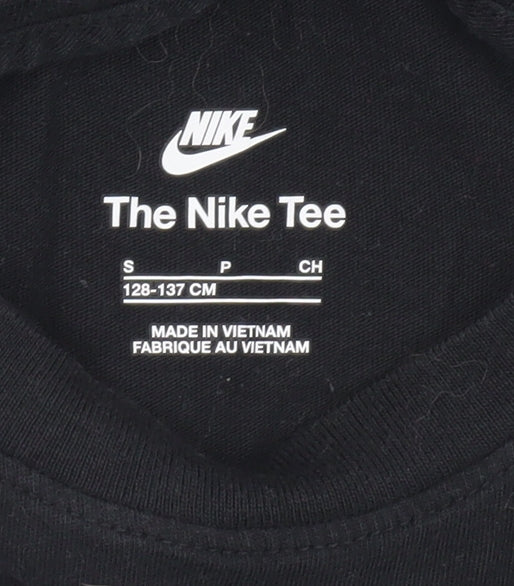 NIKE
The Nike Tee
S P CH
128-137 CM
MADE IN VIETNAM
FABRIQUE AU VIETNAM